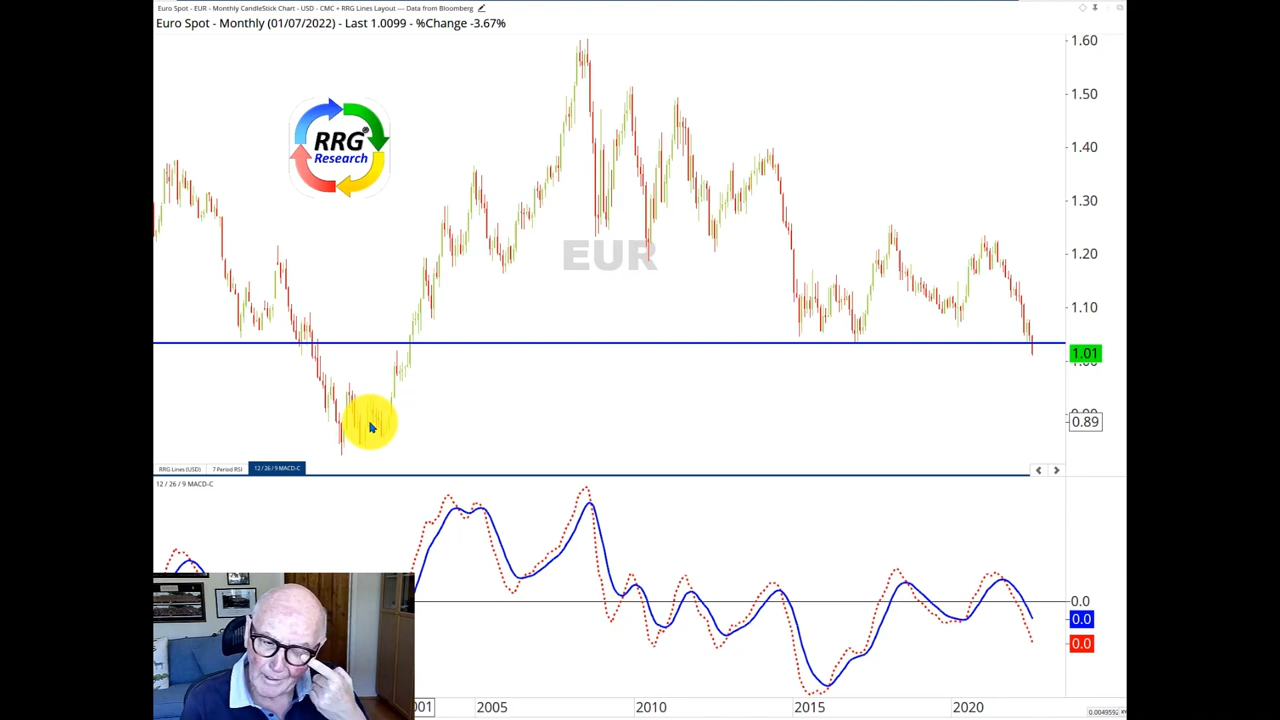 Euro Spot - EUR - Monthly CandleStick Chart - USD - CMC + RRG Lines Layout — Data from Bloomberg
Euro Spot - Monthly (01/07/2022) - Last 1.0099 - %Change -3.67%
1.60
1.50
RRG®
Research
1.40
1.30
EUR
1.20
1.10
1.01
0.89
RRG Lines (USD)
7 Period RSI
12 / 26 / 9 MACD-C
12 / 26 / 9 MACD-C
0.0
0.0
0.0
001
2005
2010
2015
2020
0.0049592